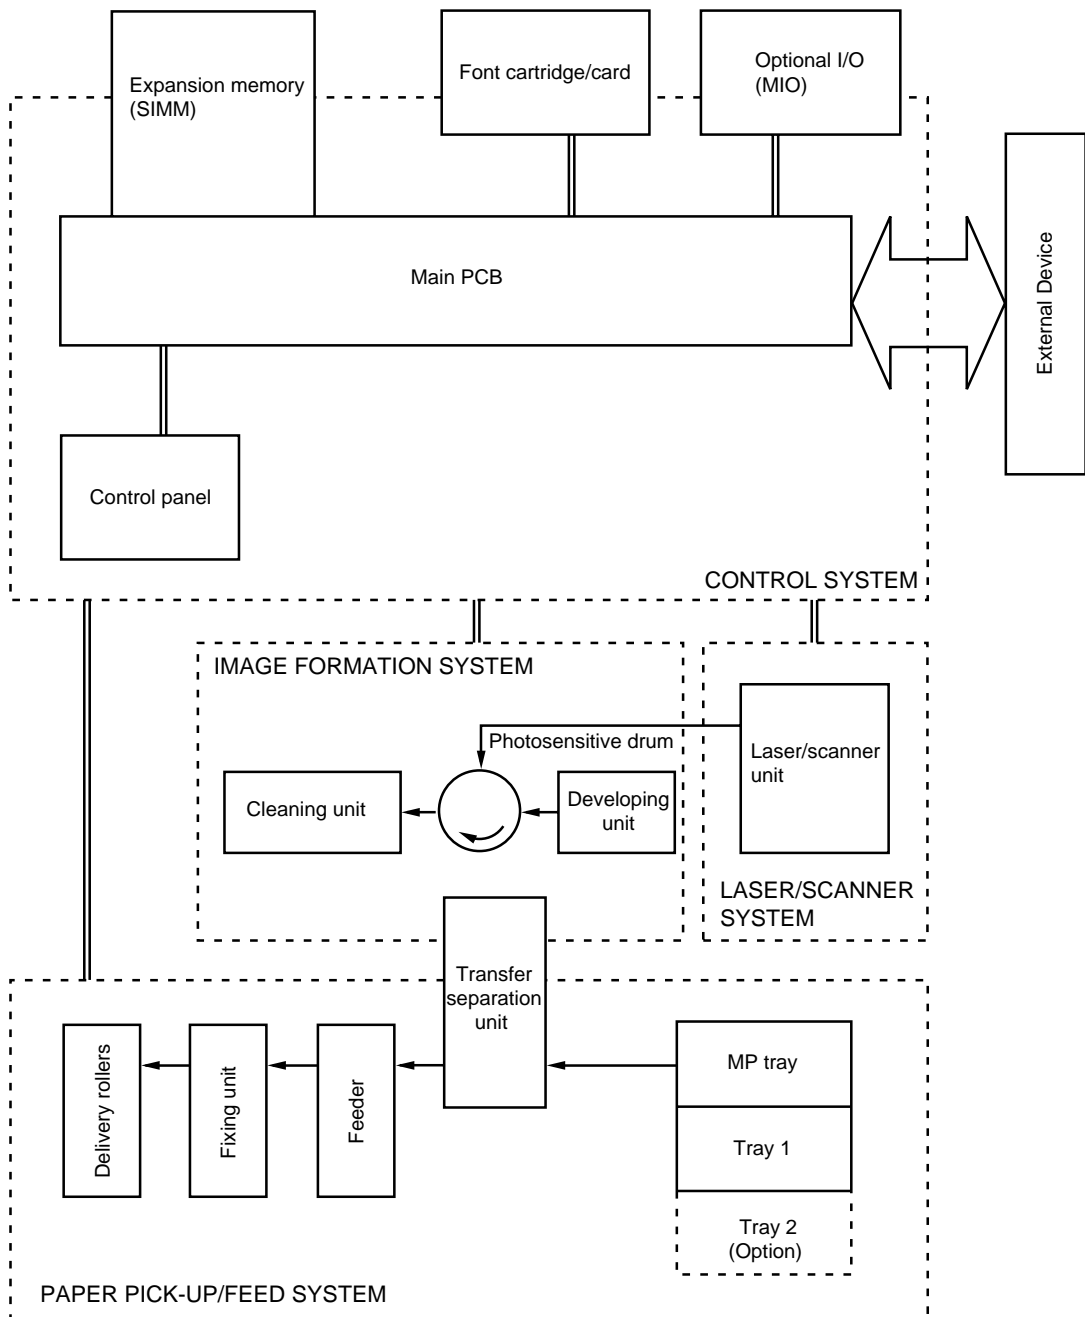 Expansion memory
(SIMM)
Font cartridge/card
Optional I/O
(MIO)
Main PCB
External Device
Control panel
CONTROL SYSTEM
IMAGE FORMATION SYSTEM
Photosensitive drum
Laser/scanner
unit
Cleaning unit
Developing
unit
LASER/SCANNER
SYSTEM
Transfer
separation
unit
Delivery rollers
Fixing unit
Feeder
MP tray
Tray 1
Tray 2
(Option)
PAPER PICK-UP/FEED SYSTEM